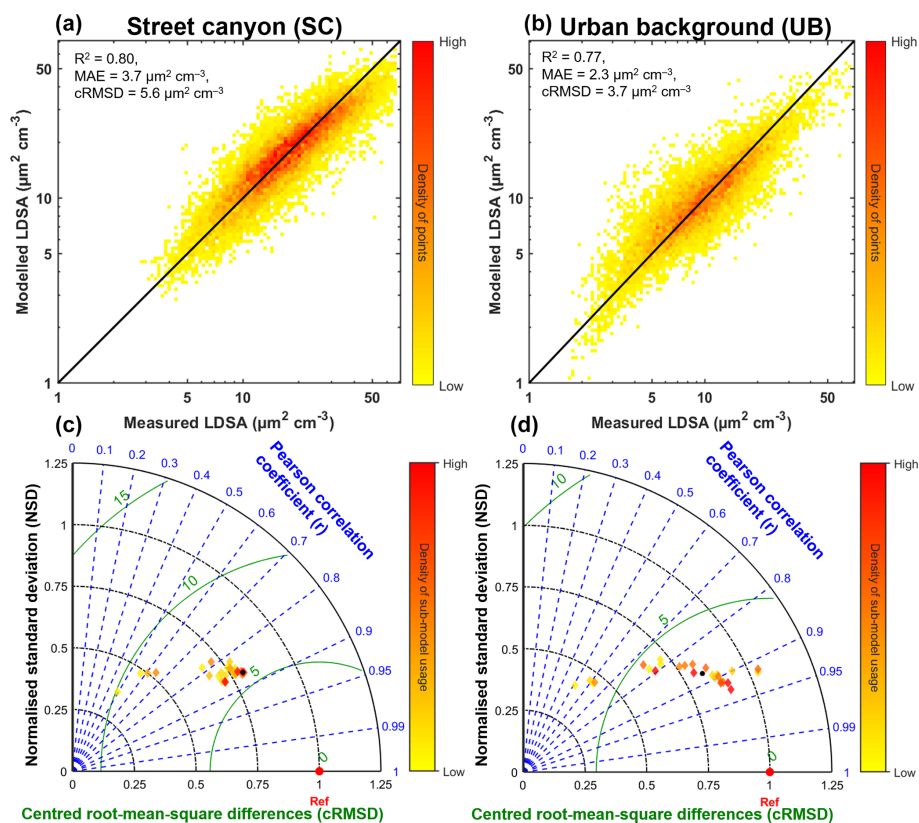 (a) Street canyon (SC)
R² = 0.80,
MAE = 3.7 µm² cm⁻³,
cRMSD = 5.6 µm² cm⁻³
Modelled LDSA (µm² cm⁻³)
50
10
5
1
1
5
10
50
Measured LDSA (µm² cm⁻³)
High
Density of points
Low
(b) Urban background (UB)
R² = 0.77,
MAE = 2.3 µm² cm⁻³,
cRMSD = 3.7 µm² cm⁻³
Modelled LDSA (µm² cm⁻³)
50
10
5
1
1
5
10
50
Measured LDSA (µm² cm⁻³)
High
Density of points
Low
(c)
Pearson correlation
coefficient (r)
0
0.1
0.2
0.3
0.4
0.5
0.6
0.7
0.8
0.9
0.95
0.99
1
Normalised standard deviation (NSD)
1.25
1
0.75
0.5
0.25
0
15
10
5
0
0
0.25
0.5
0.75
1
1.25
Ref
Centred root-mean-square differences (cRMSD)
High
Density of sub-model usage
Low
(d)
Pearson correlation
coefficient (r)
0
0.1
0.2
0.3
0.4
0.5
0.6
0.7
0.8
0.9
0.95
0.99
1
Normalised standard deviation (NSD)
1.25
1
0.75
0.5
0.25
0
10
5
0
0
0.25
0.5
0.75
1
1.25
Ref
Centred root-mean-square differences (cRMSD)
High
Density of sub-model usage
Low